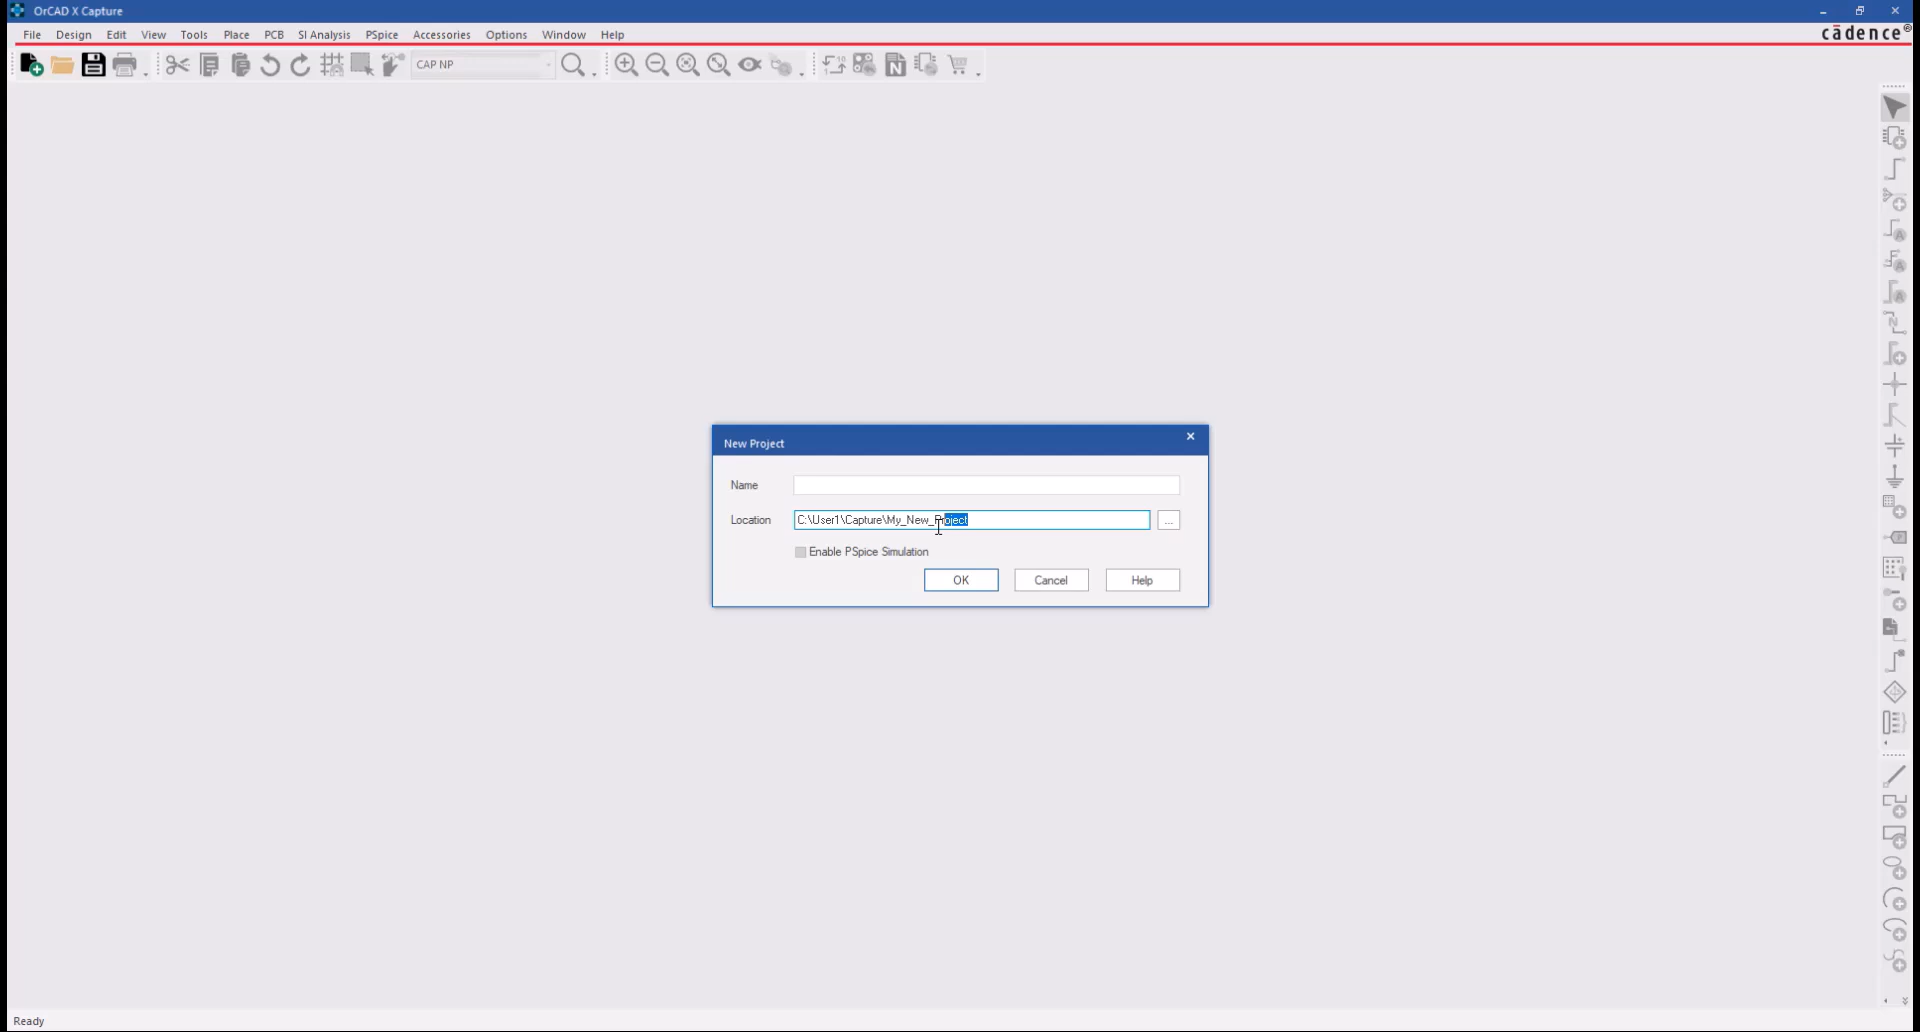 OrCAD X Capture
File Design Edit View Tools Place PCB SI Analysis PSpice Accessories Options Window Help
cādence®
CAP NP
New Project
Name
Location C:\User1\Capture\My_New_Project ...
Enable PSpice Simulation
OK Cancel Help
Ready